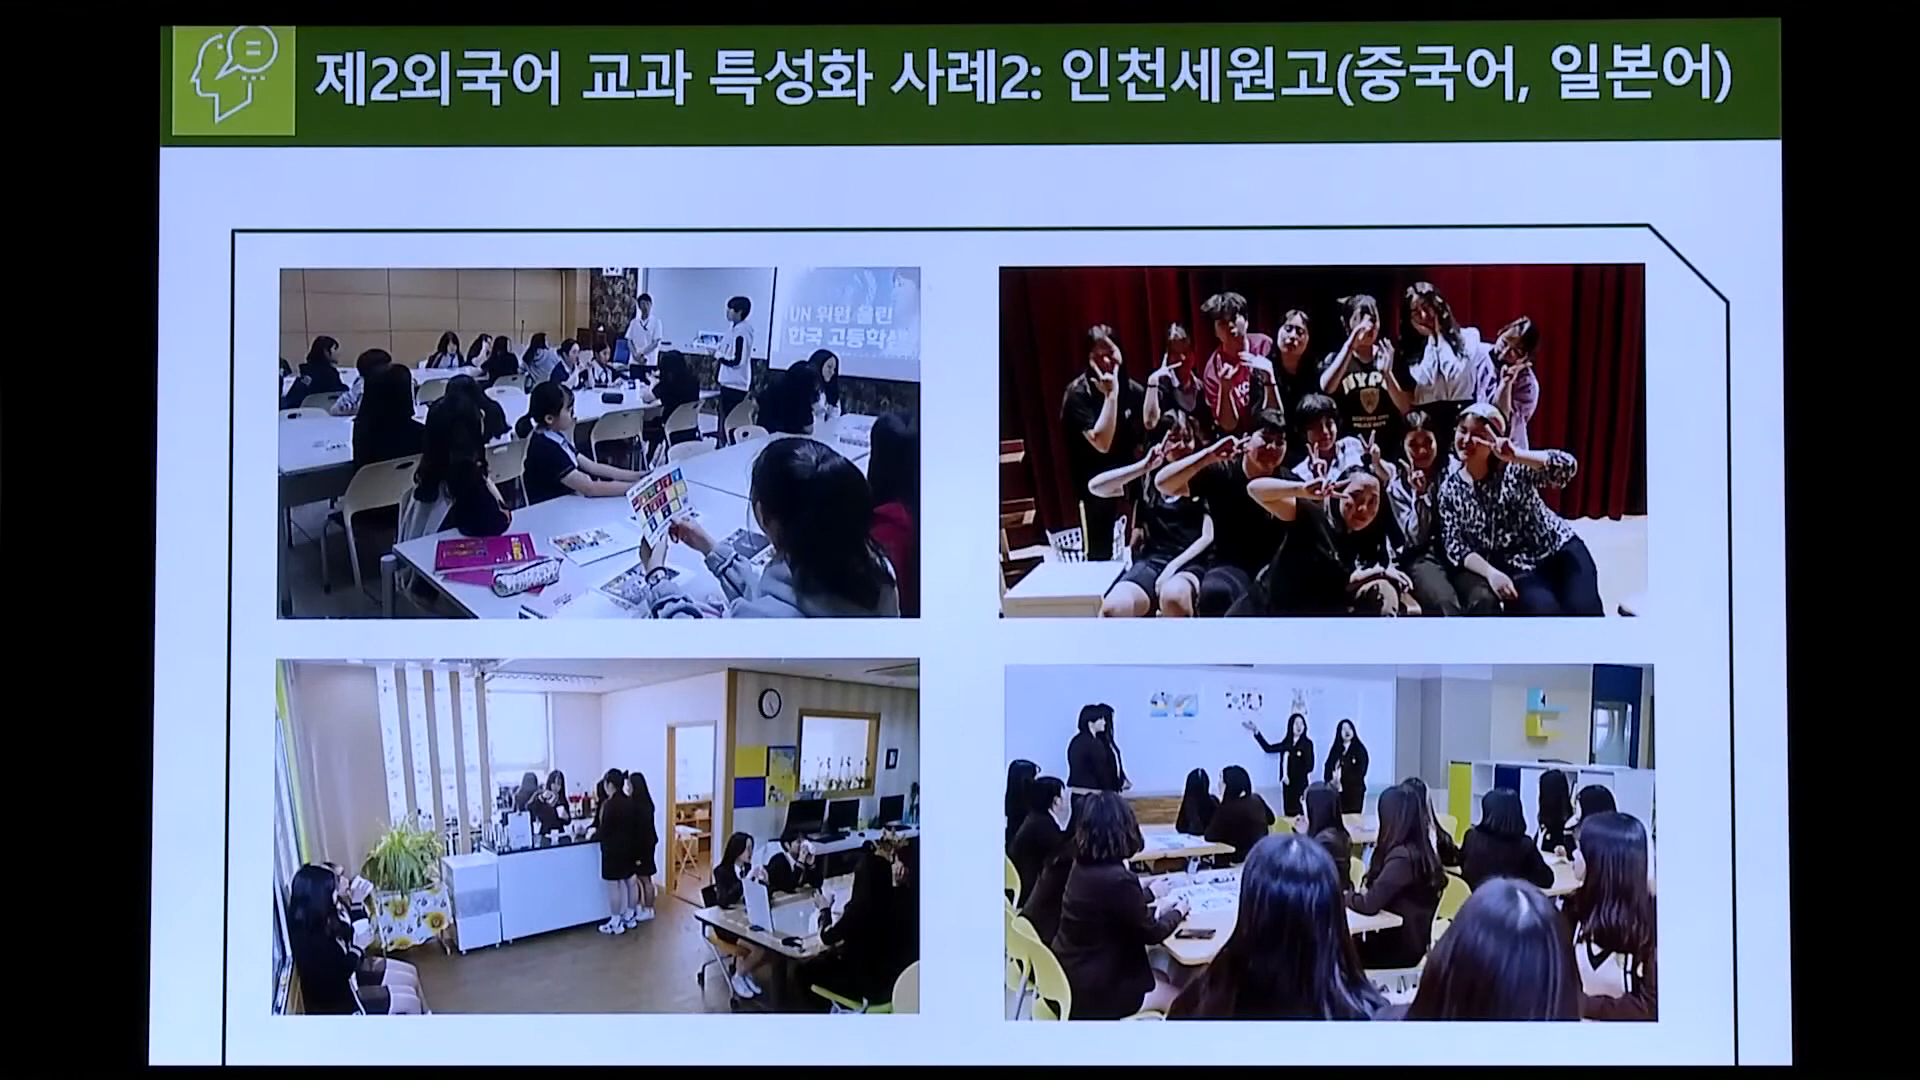 제2외국어 교과 특성화 사례2: 인천세원고(중국어, 일본어)
UN 위원 울린
한국 고등학생